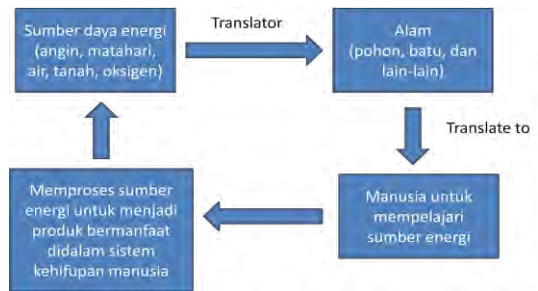 Sumber daya energi
(angin, matahari,
air, tanah, oksigen)
Translator
Alam
(pohon, batu, dan
lain-lain)
Translate to
Manusia untuk
mempelajari
sumber energi
Memproses sumber
energi untuk menjadi
produk bermanfaat
didalam sistem
kehifupan manusia